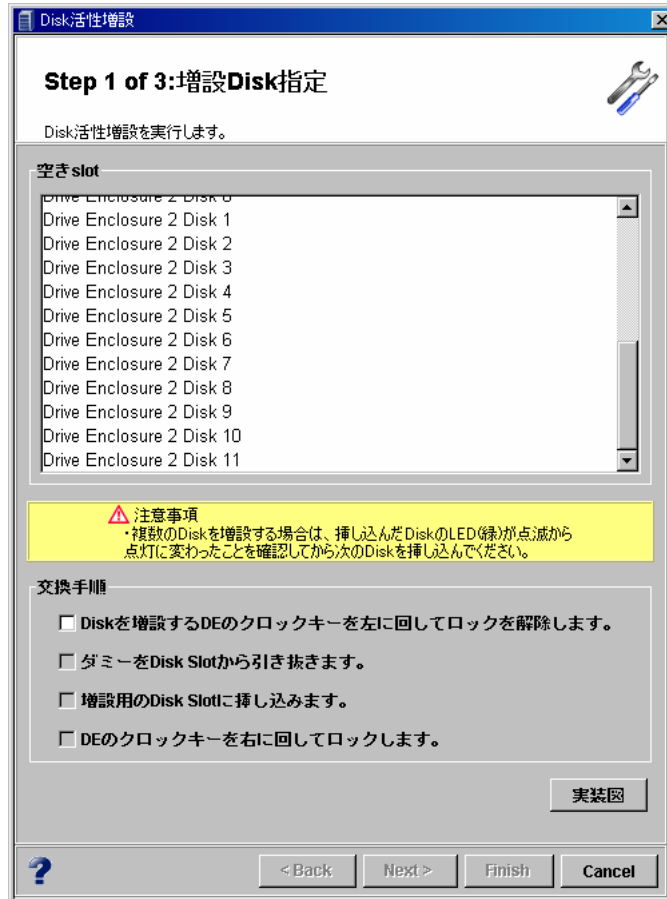 Disk活性増設
Step 1 of 3:増設Disk指定
Disk活性増設を実行します。
空きslot
Drive Enclosure 2 Disk 0
Drive Enclosure 2 Disk 1
Drive Enclosure 2 Disk 2
Drive Enclosure 2 Disk 3
Drive Enclosure 2 Disk 4
Drive Enclosure 2 Disk 5
Drive Enclosure 2 Disk 6
Drive Enclosure 2 Disk 7
Drive Enclosure 2 Disk 8
Drive Enclosure 2 Disk 9
Drive Enclosure 2 Disk 10
Drive Enclosure 2 Disk 11
注意事項
・複数のDiskを増設する場合は、挿し込んだDiskのLED(緑)が点滅から
点灯に変わったことを確認してから次のDiskを挿し込んでください。
交換手順
Diskを増設するDEのクロックキーを左に回してロックを解除します。
ダミーをDisk Slotから引き抜きます。
増設用のDisk Slotに挿し込みます。
DEのクロックキーを右に回してロックします。
実装図
? < Back Next > Finish Cancel